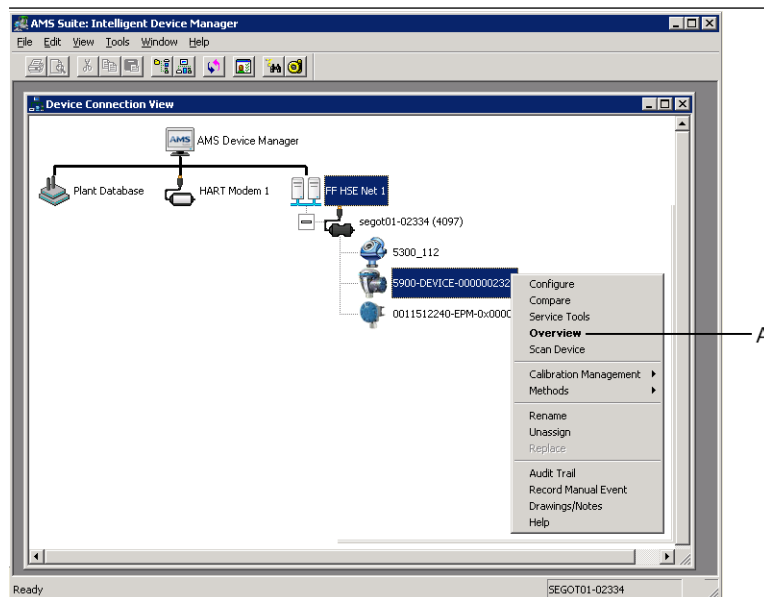 AMS Suite: Intelligent Device Manager
File Edit View Tools Window Help
Device Connection View
AMS
AMS Device Manager
Plant Database
HART Modem 1
FF HSE Net 1
segot01-02334 (4097)
5300_112
5900-DEVICE-000000232
0011512240-EPM-0x0000
Configure
Compare
Service Tools
Overview
A
Scan Device
Calibration Management
Methods
Rename
Unassign
Replace
Audit Trail
Record Manual Event
Drawings/Notes
Help
Ready
SEGOT01-02334